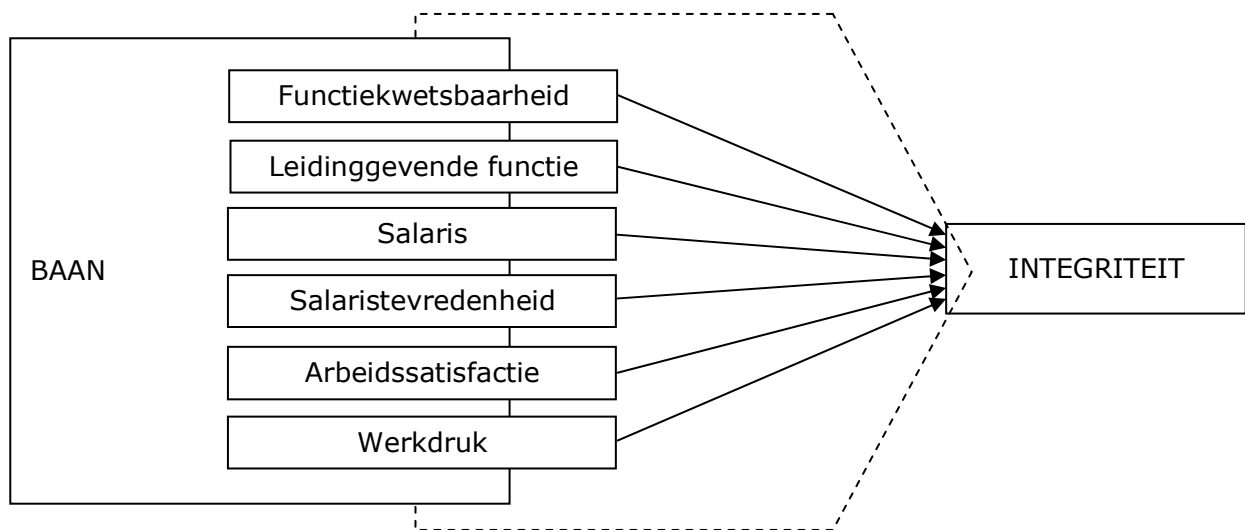 Functiekwetsbaarheid
Leidinggevende functie
Salaris
BAAN
INTEGRITEIT
Salaristevredenheid
Arbeidssatisfactie
Werkdruk